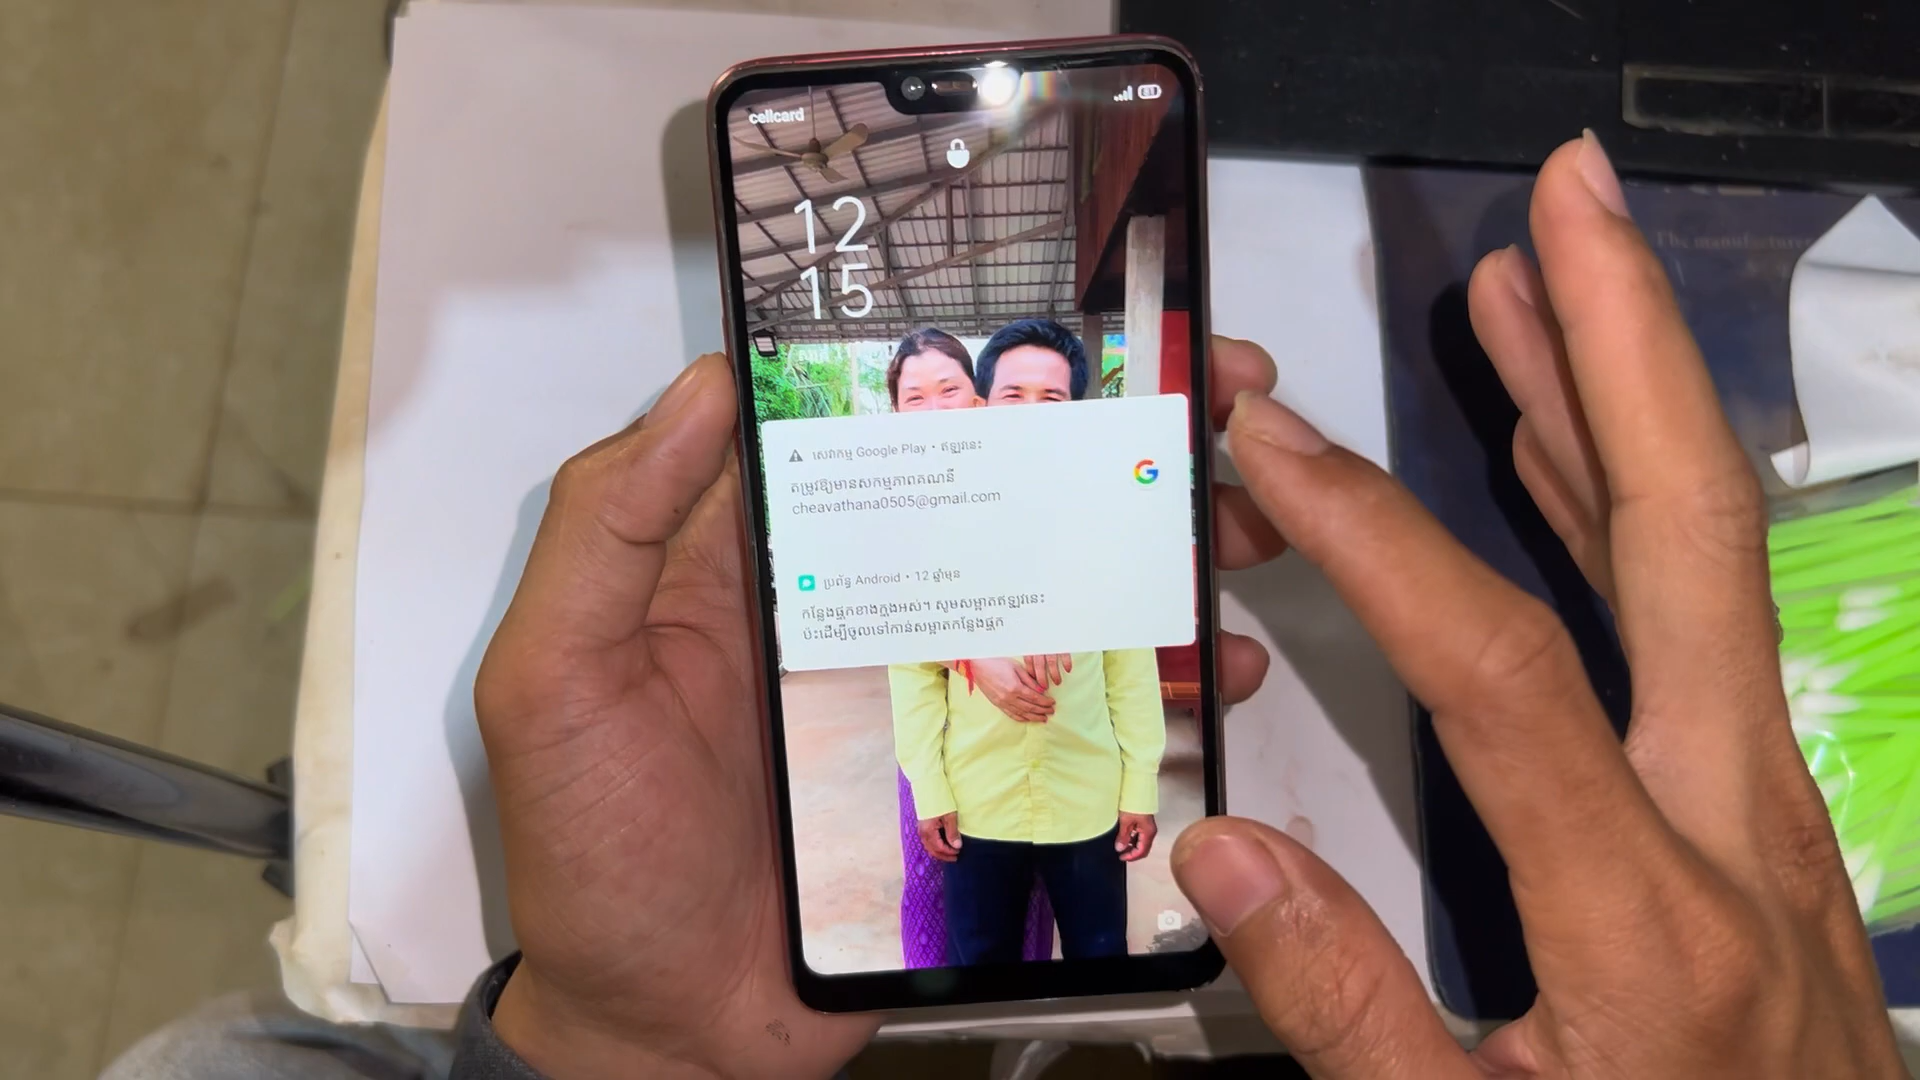 cellcard
61
12
15
សេវាកម្ម Google Play • ឥឡូវនេះ
តម្រូវឱ្យមានសកម្មភាពគណនី
cheavathana0505@gmail.com
ប្រព័ន្ធ Android • 12 ឆ្នាំមុន
កន្លែងផ្ទុកខាងក្នុងអស់។ សូមសម្អាតឥឡូវនេះ
ប៉ះដើម្បីចូលទៅកាន់សម្អាតកន្លែងផ្ទុក
The manufacturer